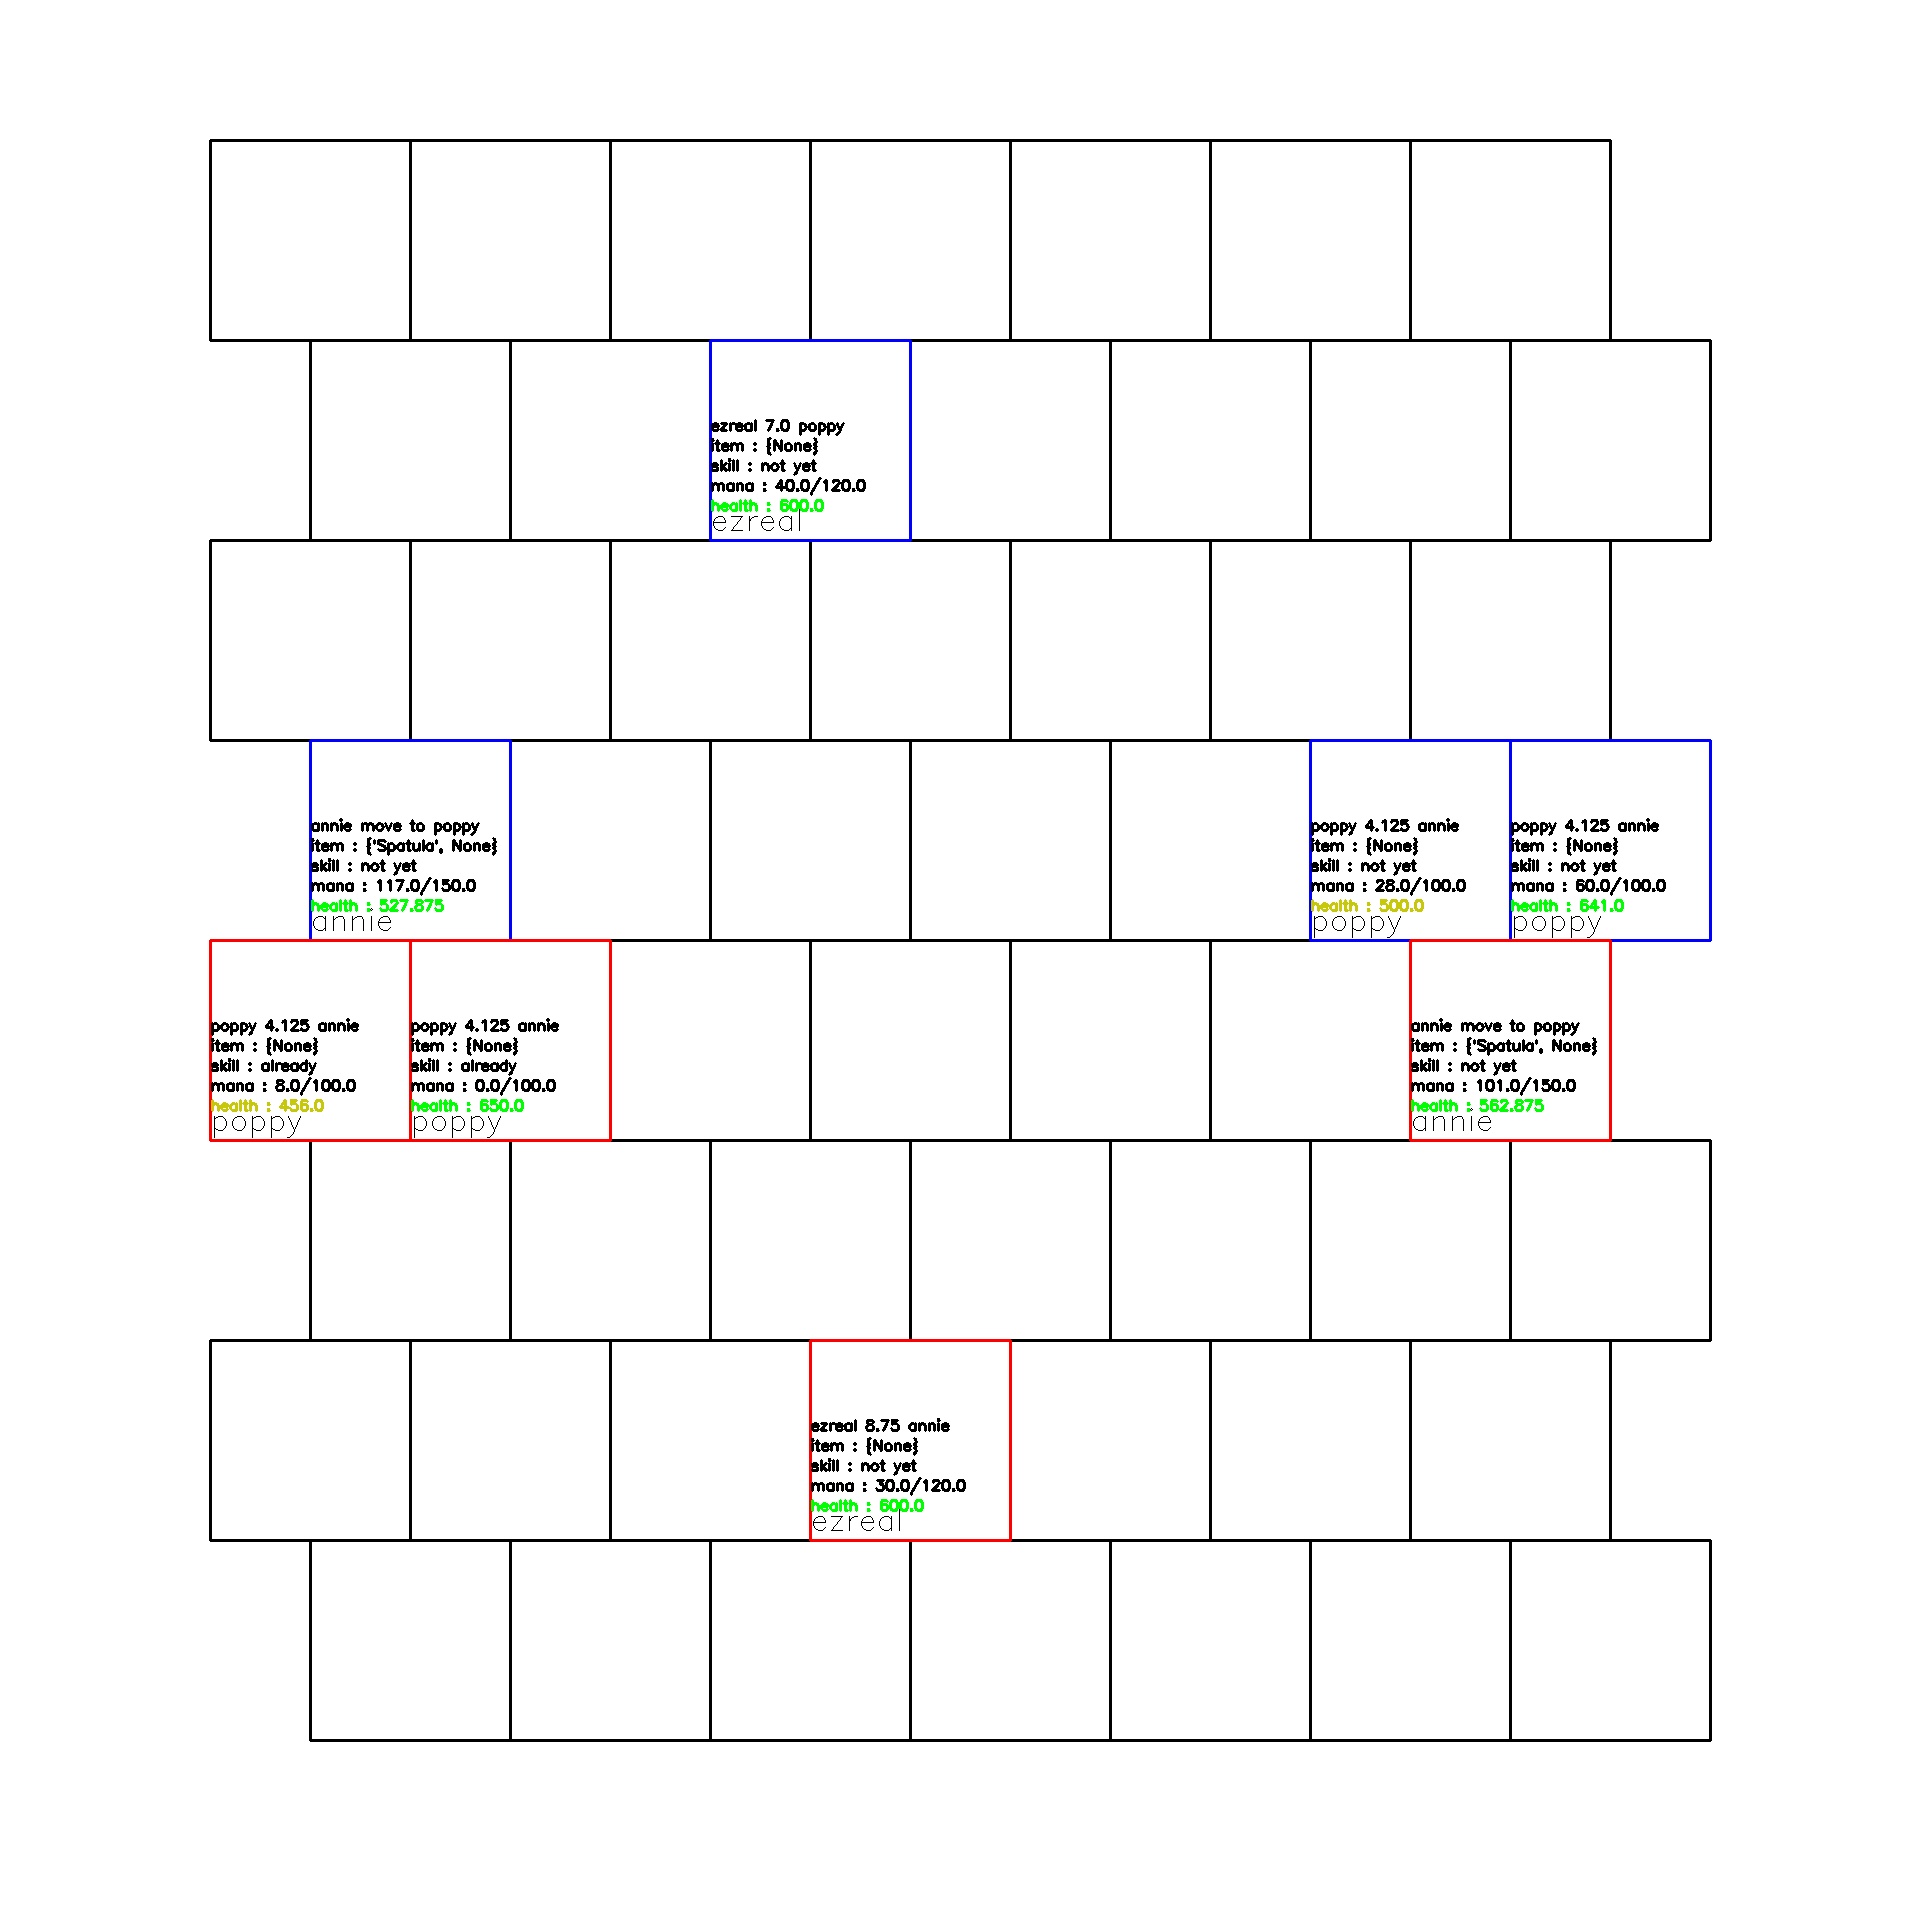 ezreal 7.0 poppy
item : {None}
skill : not yet
mana : 40.0/120.0
health : 600.0
ezreal
annie move to poppy
item : {'Spatula', None}
skill : not yet
mana : 117.0/150.0
health : 527.875
annie
poppy 4.125 annie
item : {None}
skill : not yet
mana : 28.0/100.0
health : 500.0
poppy
poppy 4.125 annie
item : {None}
skill : not yet
mana : 60.0/100.0
health : 641.0
poppy
poppy 4.125 annie
item : {None}
skill : already
mana : 8.0/100.0
health : 456.0
poppy
poppy 4.125 annie
item : {None}
skill : already
mana : 0.0/100.0
health : 650.0
poppy
annie move to poppy
item : {'Spatula', None}
skill : not yet
mana : 101.0/150.0
health : 562.875
annie
ezreal 8.75 annie
item : {None}
skill : not yet
mana : 30.0/120.0
health : 600.0
ezreal